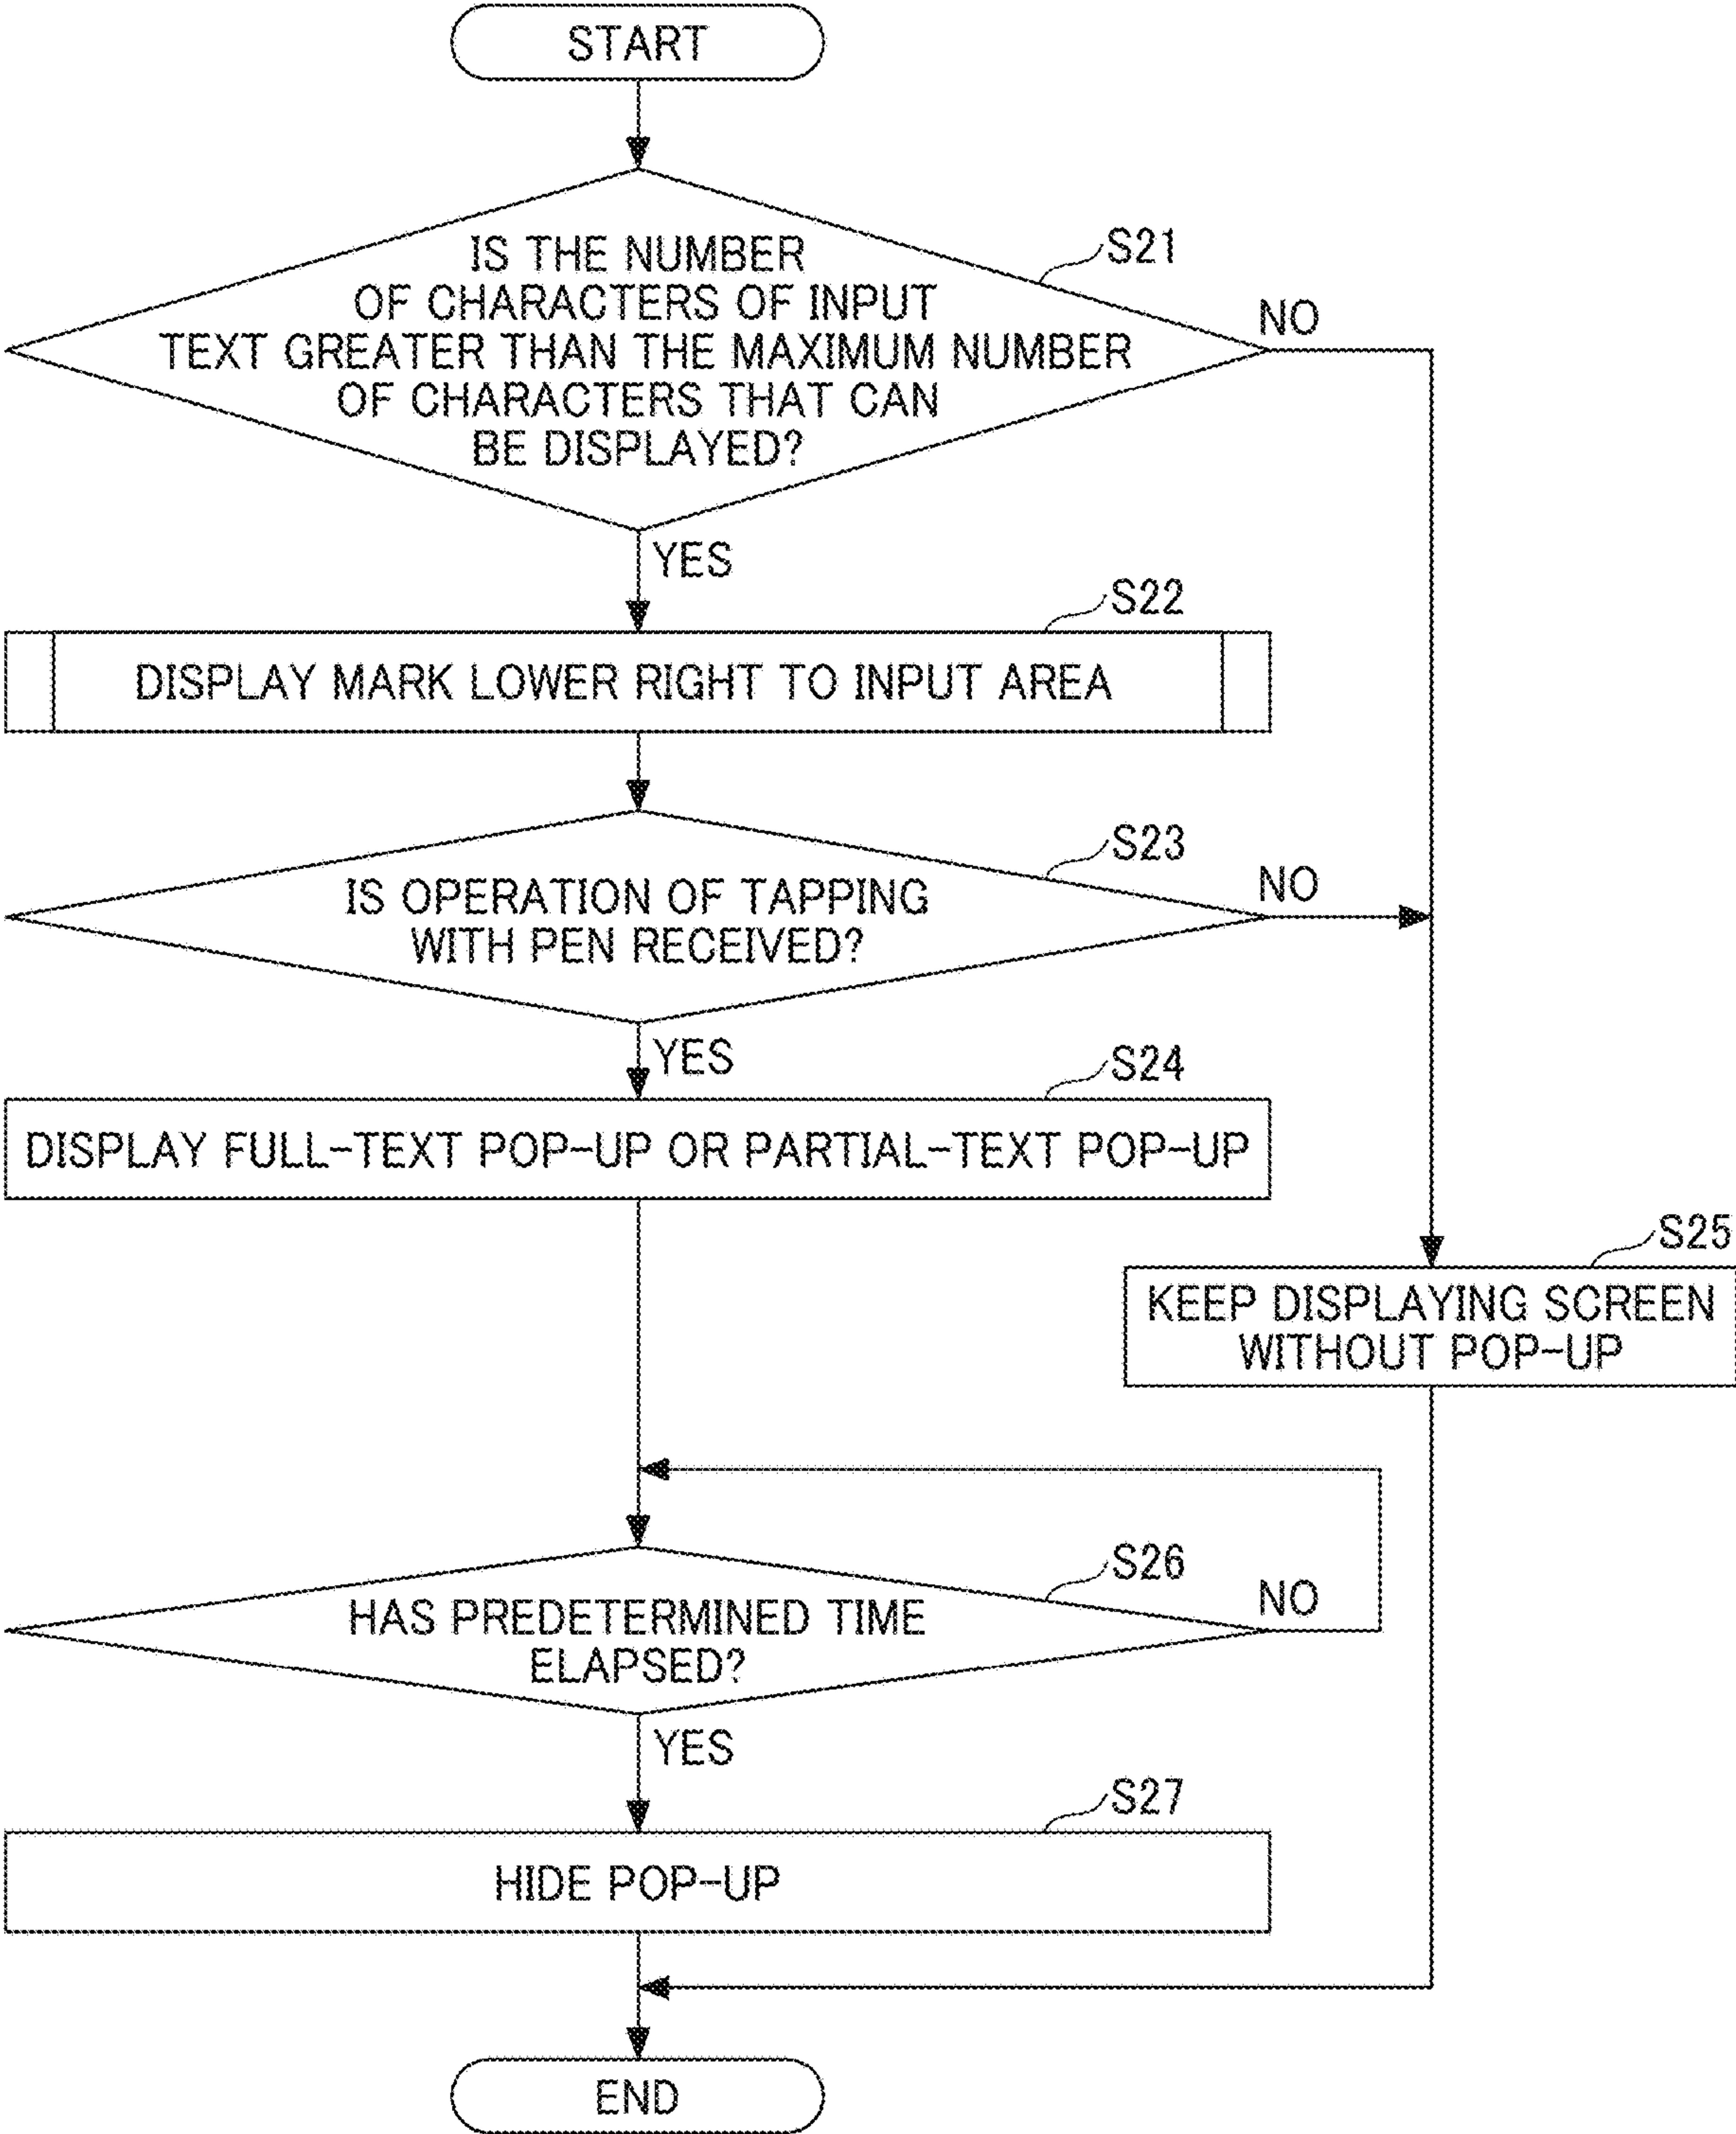 START
IS THE NUMBER
OF CHARACTERS OF INPUT
TEXT GREATER THAN THE MAXIMUM NUMBER
OF CHARACTERS THAT CAN
BE DISPLAYED?
S21
NO
YES
S22
DISPLAY MARK LOWER RIGHT TO INPUT AREA
S23
IS OPERATION OF TAPPING
WITH PEN RECEIVED?
NO
YES
S24
DISPLAY FULL-TEXT POP-UP OR PARTIAL-TEXT POP-UP
S25
KEEP DISPLAYING SCREEN
WITHOUT POP-UP
S26
HAS PREDETERMINED TIME
ELAPSED?
NO
YES
S27
HIDE POP-UP
END